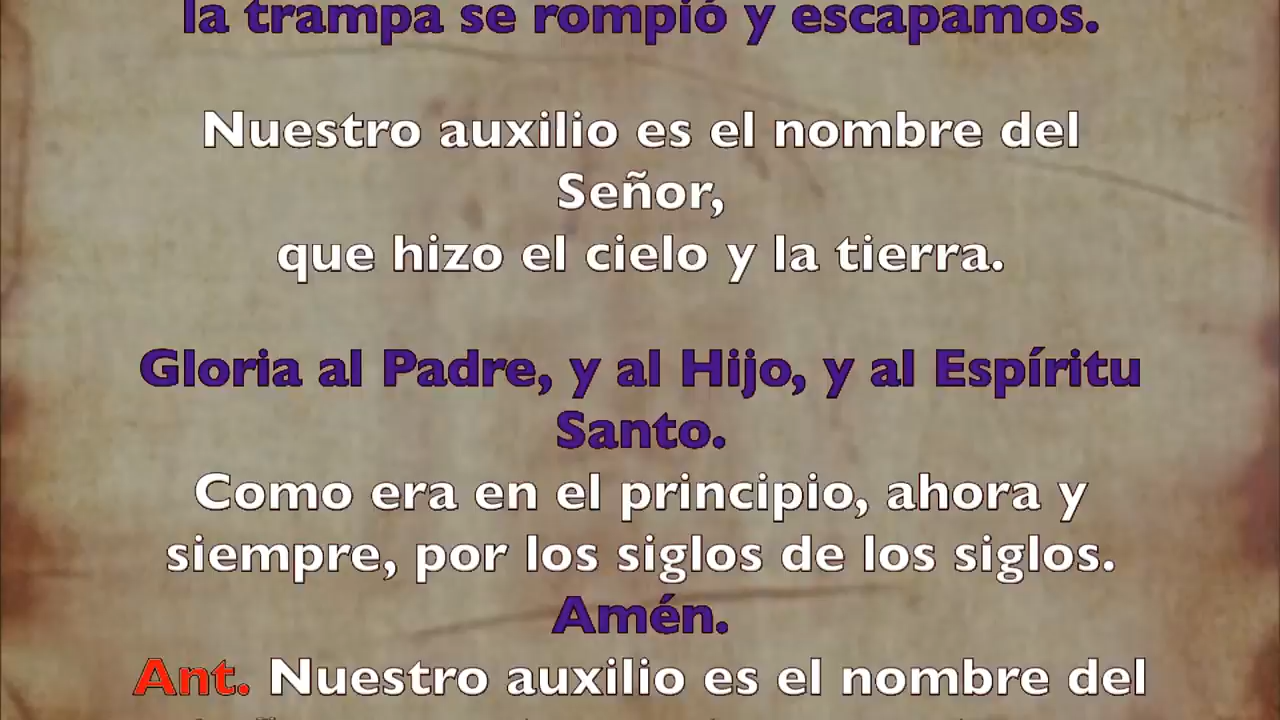 la trampa se rompió y escapamos.
Nuestro auxilio es el nombre del
Señor,
que hizo el cielo y la tierra.
Gloria al Padre, y al Hijo, y al Espíritu
Santo.
Como era en el principio, ahora y
siempre, por los siglos de los siglos.
Amén.
Ant. Nuestro auxilio es el nombre del